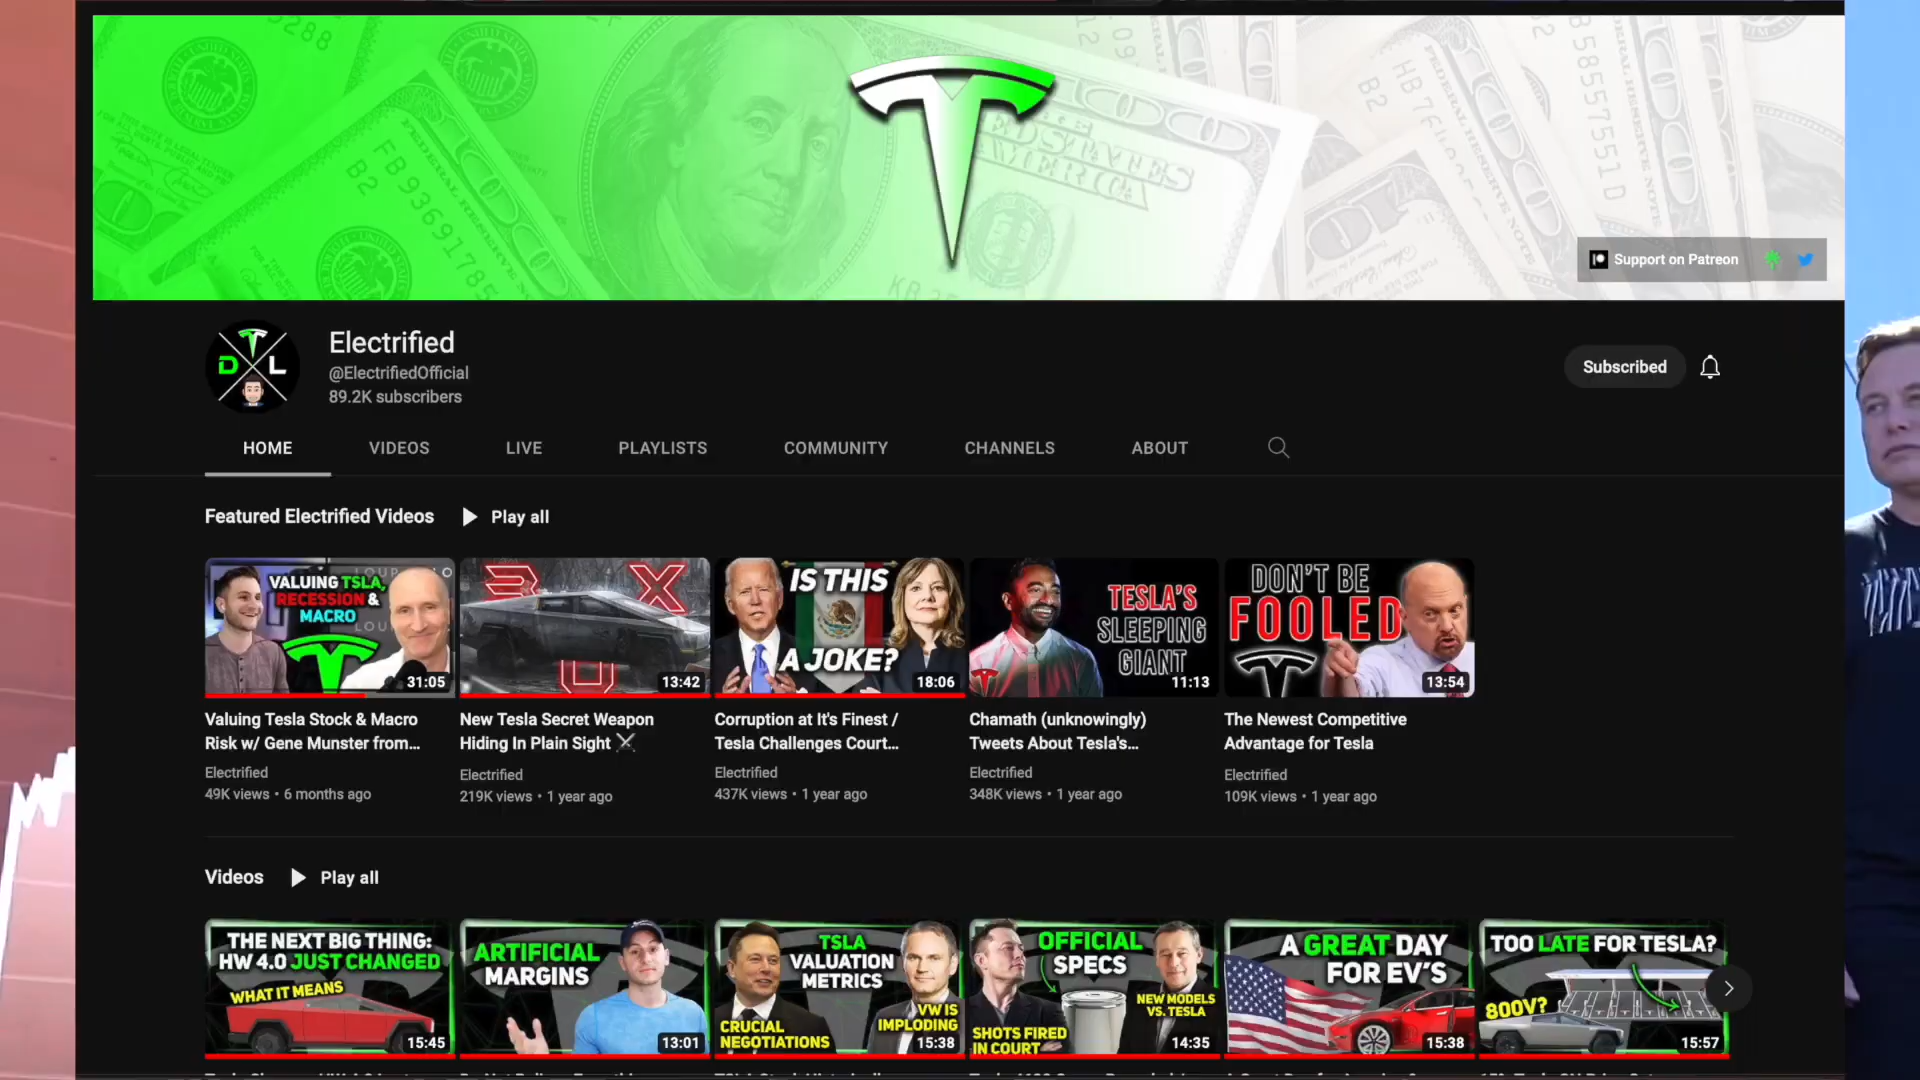 Support on Patreon
D L
Electrified
@ElectrifiedOfficial
89.2K subscribers
Subscribed
HOME
VIDEOS
LIVE
PLAYLISTS
COMMUNITY
CHANNELS
ABOUT
Featured Electrified Videos
Play all
VALUING TSLA,
RECESSION &
MACRO
31:05
Valuing Tesla Stock & Macro
Risk w/ Gene Munster from...
Electrified
49K views • 6 months ago
13:42
New Tesla Secret Weapon
Hiding In Plain Sight ⚔
Electrified
219K views • 1 year ago
IS THIS
A JOKE?
18:06
Corruption at It's Finest /
Tesla Challenges Court...
Electrified
437K views • 1 year ago
TESLA'S
SLEEPING
GIANT
11:13
Chamath (unknowingly)
Tweets About Tesla's...
Electrified
348K views • 1 year ago
DON'T BE
FOOLED
13:54
The Newest Competitive
Advantage for Tesla
Electrified
109K views • 1 year ago
Videos
Play all
THE NEXT BIG THING:
HW 4.0 JUST CHANGED
WHAT IT MEANS
15:45
ARTIFICIAL
MARGINS
13:01
TSLA
VALUATION
METRICS
VW IS
IMPLODING
CRUCIAL
NEGOTIATIONS
15:38
OFFICIAL
SPECS
NEW MODELS
VS. TESLA
SHOTS FIRED
IN COURT
14:35
A GREAT DAY
FOR EV'S
15:38
TOO LATE FOR TESLA?
800V?
15:57